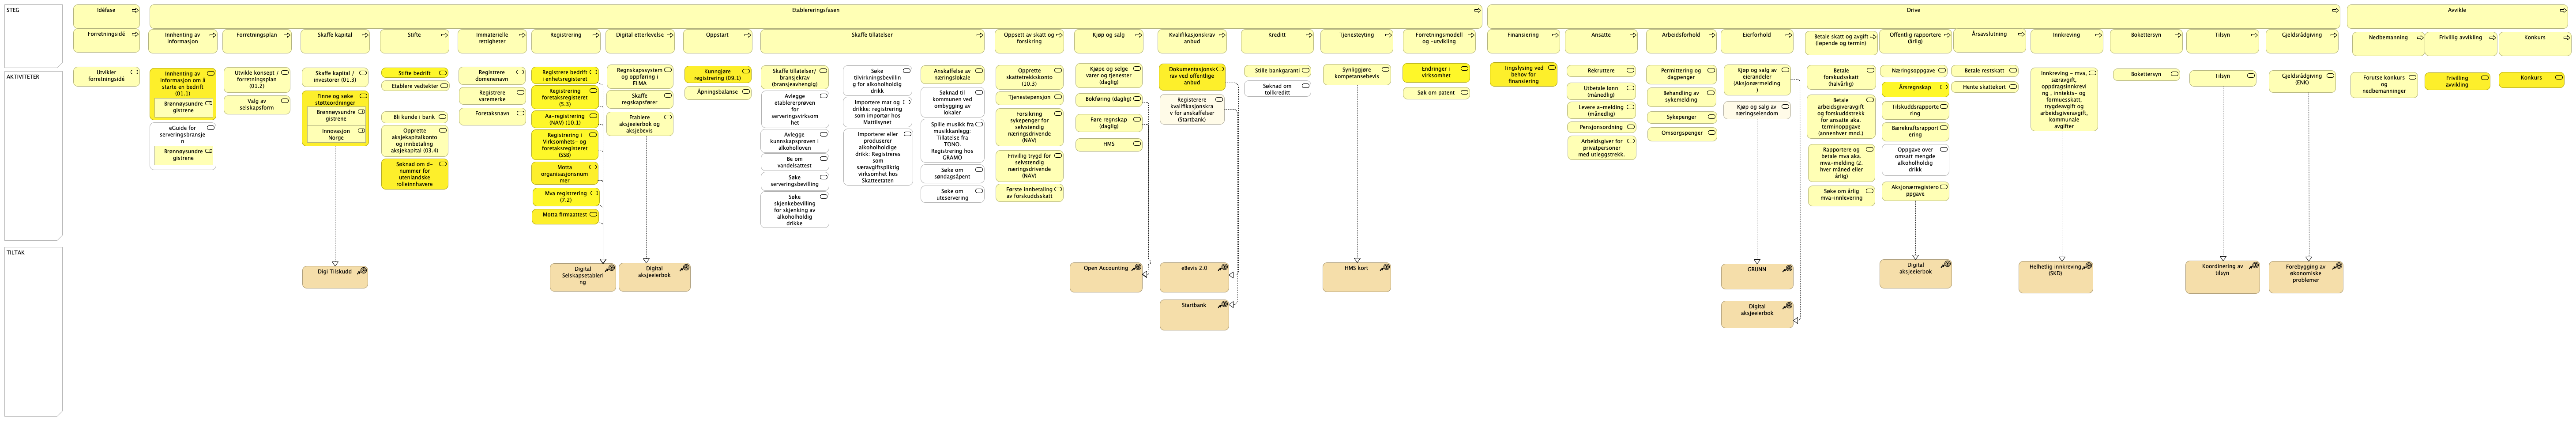 STEG
Idéfase
Etableringsfasen
Drive
Avvikle
Forretningsidé
Innhenting av
informasjon
Forretningsplan
Skaffe kapital
Stifte
Immaterielle
rettigheter
Registrering
Digital etterlevelse
Oppstart
Skaffe tillatelser
Oppsett av skatt og
forsikring
Kjøp og salg
Kvalifikasjonskrav
anbud
Kreditt
Tjenesteyting
Forretningsmodell
og -utvikling
Finansiering
Ansatte
Arbeidsforhold
Eierforhold
Betale skatt og avgift
(løpende og termin)
Offentlig rapportere
(årlig)
Årsavslutning
Innkreving
Bokettersyn
Tilsyn
Gjeldsrådgiving
Nedbemanning
Frivillig avvikling
Konkurs
AKTIVITETER
Utvikler
forretningsidé
Innhenting av
informasjon om å
starte en bedrift
(01.1)
Brønnøysundre
gistrene
eGuide for
serveringsbransje
n
Brønnøysundre
gistrene
Utvikle konsept /
forretningsplan
(01.2)
Valg av
selskapsform
Skaffe kapital /
investorer (01.3)
Finne og søke
støtteordninger
Brønnøysundre
gistrene
Innovasjon
Norge
Stifte bedrift
Etablere vedtekter
Bli kunde i bank
Opprette
aksjekapitalkonto
og innbetaling
aksjekapital (03.4)
Søknad om d-
nummer for
utenlandske
rolleinnhavere
Registrere
domenenavn
Registrere
varemerke
Foretaksnavn
Registrere bedrift
i enhetsregisteret
Registrering
foretaksregisteret
(5.3)
Aa-registrering
(NAV) (10.1)
Registrering i
Virksomhets- og
foretaksregisteret
(SSB)
Motta
organisasjonsnum
mer
Mva registrering
(7.2)
Motta firmaattest
Regnskapssystem
og oppføring i
ELMA
Skaffe
regnskapsfører
Etablere
aksjeeierbok og
aksjebevis
Kunngjøre
registrering (09.1)
Åpningsbalanse
Skaffe tillatelser/
bransjekrav
(bransjeavhengig)
Avlegge
etablererprøven
for
serveringsvirksom
het
Avlegge
kunnskapsprøven i
alkoholloven
Be om
vandelsattest
Søke
serveringsbevilling
Søke
skjenkebevilling
for skjenking av
alkoholholdig
drikke
Søke
tilvirkningsbevillin
g for alkoholholdig
drikk
Importere mat og
drikke: registrering
som importør hos
Mattilsynet
Importerer eller
produserer
alkoholholdige
drikk: Registreres
som
særavgiftspliktig
virksomhet hos
Skatteetaten
Anskaffelse av
næringslokale
Søknad til
kommunen ved
ombygging av
lokaler
Spille musikk fra
musikkanlegg:
Tillatelse fra
TONO.
Registrering hos
GRAMO
Søke om
søndagsåpent
Søke om
uteservering
Opprette
skattetrekkskonto
(10.3)
Tjenestepensjon
Forsikring
sykepenger for
selvstendig
næringsdrivende
(NAV)
Frivillig trygd for
selvstendig
næringsdrivende
(NAV)
Første innbetaling
av forskuddsskatt
Kjøpe og selge
varer og tjenester
(daglig)
Bokføring (daglig)
Føre regnskap
(daglig)
HMS
Dokumentasjonsk
rav ved offentlige
anbud
Registrere
kvalifikasjonskra
v for anskaffelser
(Startbank)
Stille bankgaranti
Søknad om
tollkreditt
Synliggjøre
kompetansebevis
Endringer i
virksomhet
Søk om patent
Tinglysing ved
behov for
finansiering
Rekruttere
Utbetale lønn
(månedlig)
Levere a-melding
(månedlig)
Pensjonsordning
Arbeidsgiver for
privatpersoner
med utleggstrekk.
Permittering og
dagpenger
Behandling av
sykemelding
Sykepenger
Omsorgspenger
Kjøp og salg av
eierandeler
(Aksjonærmelding
)
Kjøp og salg av
næringseiendom
Betale
forskudsskatt
(halvårlig)
Betale
arbeidsgiveravgift
og forskuddstrekk
for ansatte aka.
terminoppgave
(annenhver mnd.)
Rapportere og
betale mva aka.
mva-melding (2.
hver måned eller
årlig)
Søke om årlig
mva-innlevering
Næringsoppgave
Årsregnskap
Tilskuddsrapporte
ring
Bærekraftsrapport
ering
Oppgave over
omsatt mengde
alkoholholdig
drikk
Aksjonærregistero
ppgave
Betale restskatt
Hente skattekort
Innkreving - mva,
særavgift,
oppdragsinnkrevi
ng , inntekts- og
formuesskatt,
trygdeavgift og
arbeidsgiveravgift,
kommunale
avgifter
Bokettersyn
Tilsyn
Gjeldsrådgiving
(ENK)
Forutse konkurs
og
nedbemanninger
Frivilling
avvikling
Konkurs
TILTAK
Digi Tilskudd
Digital
Selskapsetableri
ng
Digital
aksjeeierbok
Open Accounting
eBevis 2.0
Startbank
HMS kort
GRUNN
Digital
aksjeeierbok
Digital
aksjeeierbok
Helhetlig innkreving
(SKD)
Koordinering av
tilsyn
Forebygging av
økonomiske
problemer